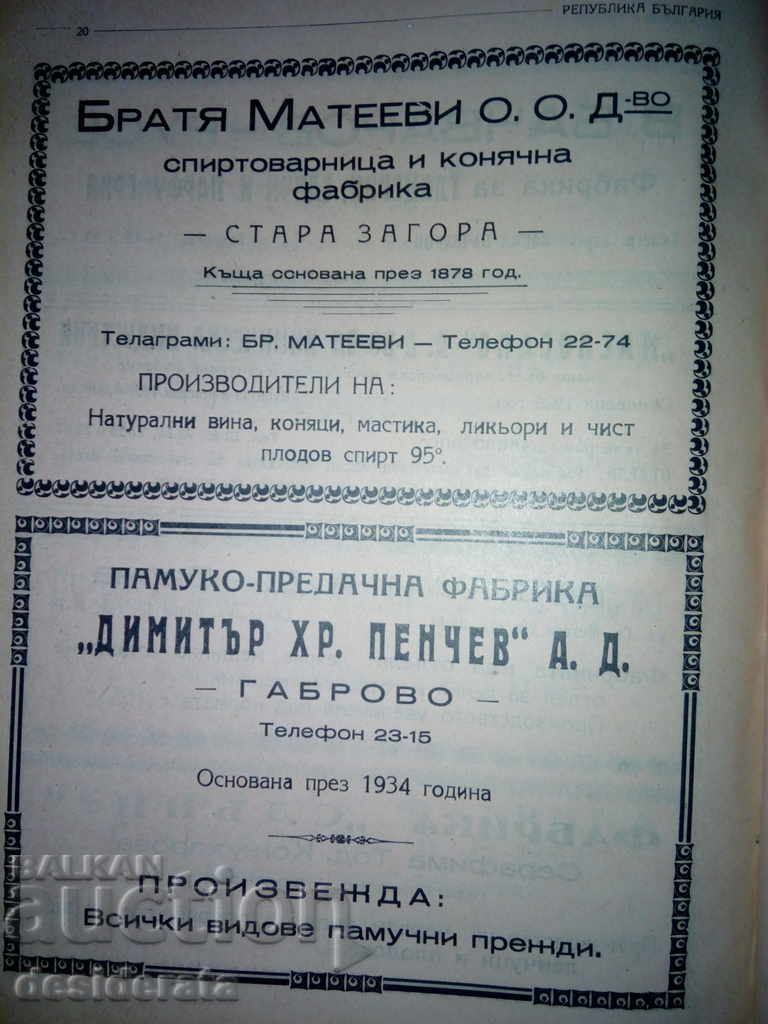 20
РЕПУБЛИКА БЪЛГАРИЯ
БРАТЯ МАТЕЕВИ О. О. Д-ВО
СПИРТОВАРНИЦА И КОНЯЧНА
ФАБРИКА
— СТАРА ЗАГОРА —
Къща основана през 1878 год.
Телаграми: БР. МАТЕЕВИ — Телефон 22-74
ПРОИЗВОДИТЕЛИ НА:
Натурални вина, коняци, мастика, ликьори и чист
плодов спирт 95°.
ПАМУКО-ПРЕДАЧНА ФАБРИКА
„ДИМИТЪР ХР. ПЕНЧЕВ" А. Д.
— ГАБРОВО —
Телефон 23-15
Основана през 1934 година
ПРОИЗВЕЖДА:
Всички видове памучни прежди.
BALKAN
auction
desiderata